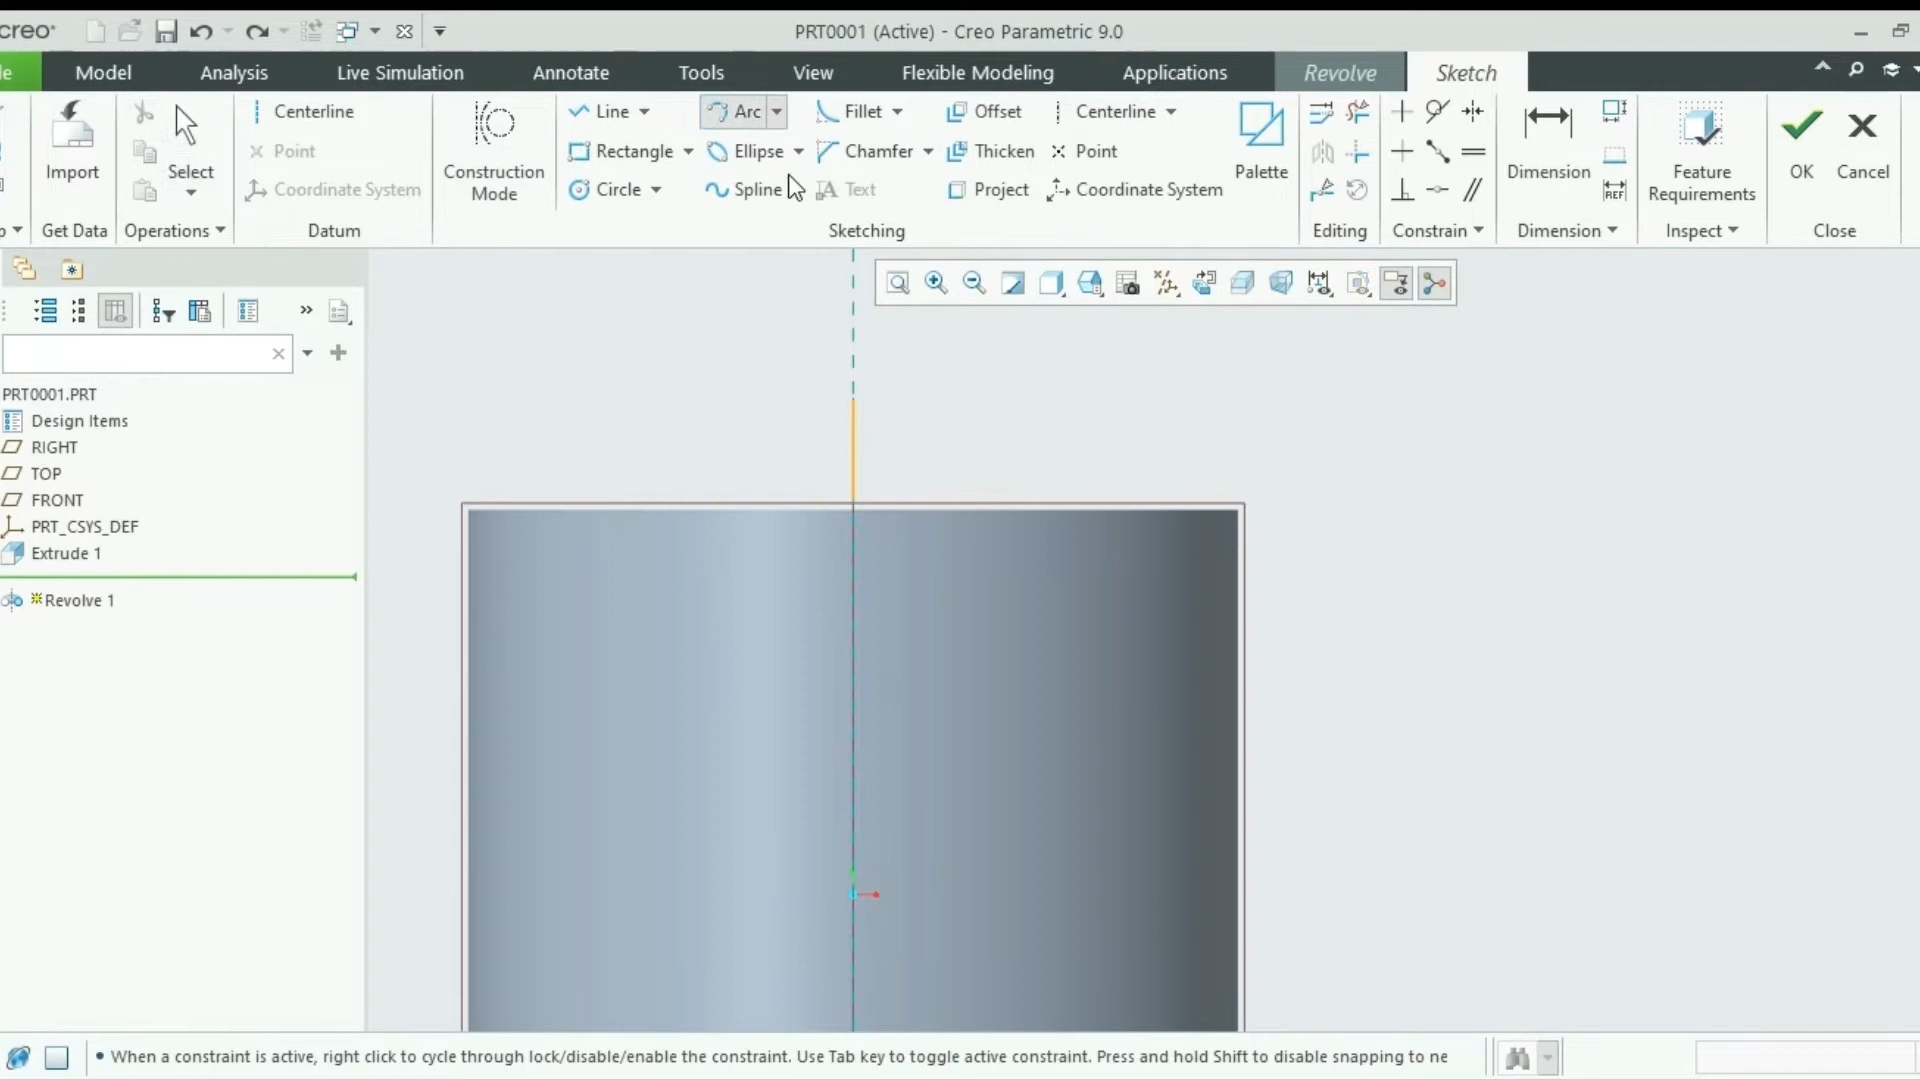 creo
PRT0001 (Active) - Creo Parametric 9.0
Model Analysis Live Simulation Annotate Tools View Flexible Modeling Applications Revolve Sketch
Import
Get Data
Select
Operations
Centerline
Point
Coordinate System
Datum
Construction
Mode
Line Arc Fillet Offset Centerline
Rectangle Ellipse Chamfer Thicken Point
Circle Spline Text Project Coordinate System
Palette
Sketching
Editing
Constrain
Dimension
REF
Dimension
Feature
Requirements
Inspect
OK Cancel
Close
PRT0001.PRT
Design Items
RIGHT
TOP
FRONT
PRT_CSYS_DEF
Extrude 1
Revolve 1
• When a constraint is active, right click to cycle through lock/disable/enable the constraint. Use Tab key to toggle active constraint. Press and hold Shift to disable snapping to ne